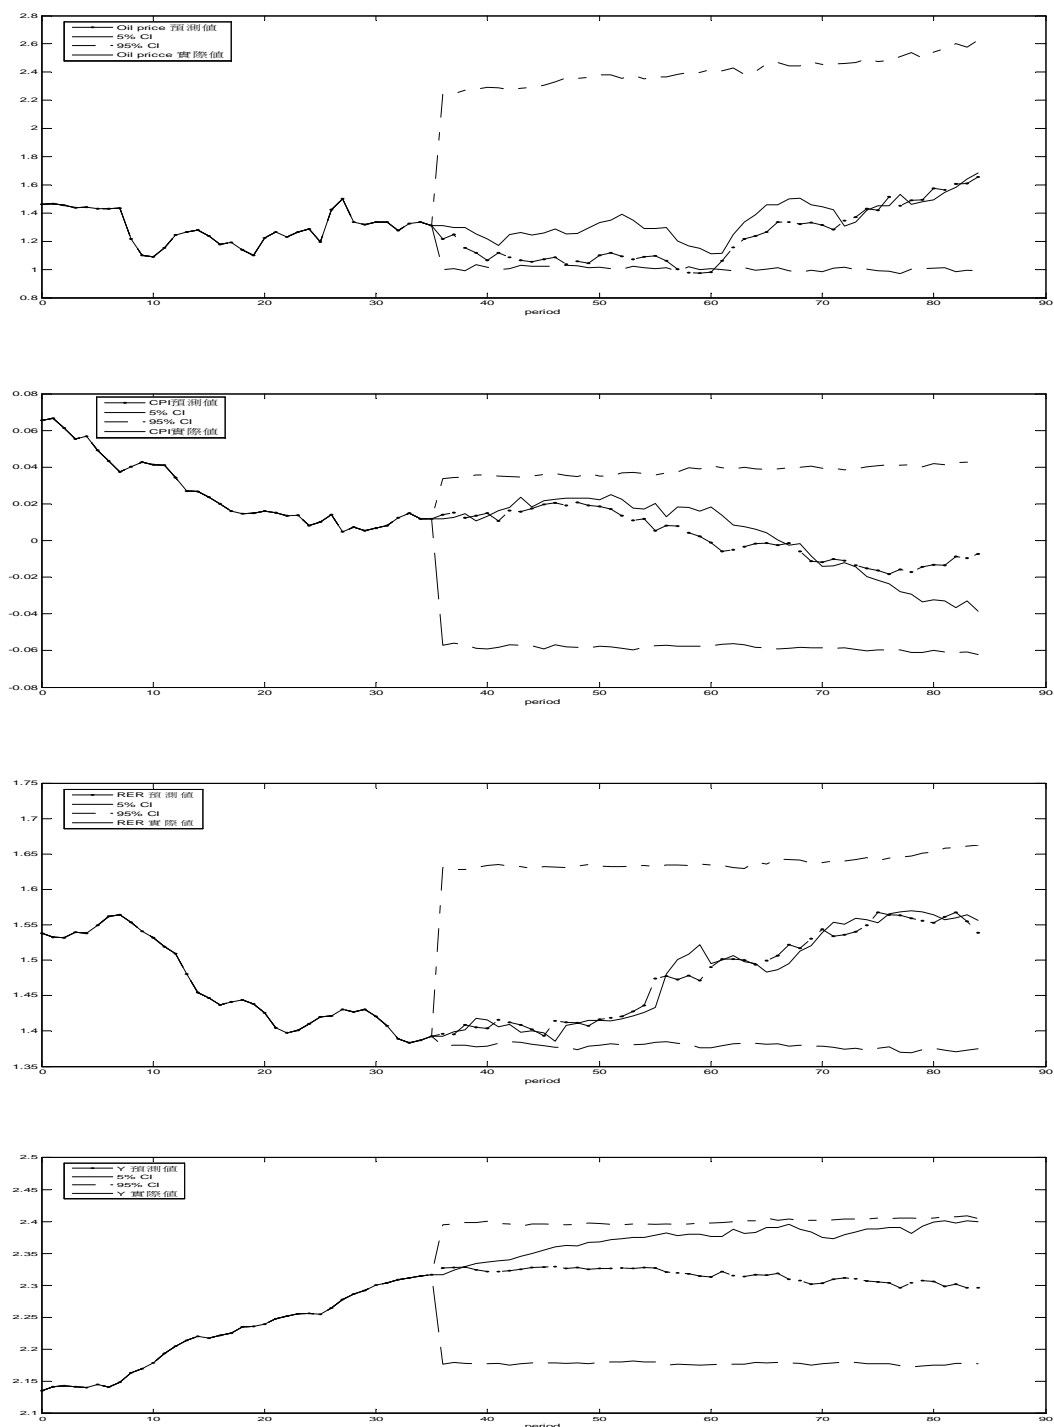 2.8
2.6
2.4
2.2
2
1.8
1.6
1.4
1.2
1
0.8
Oil price 預測值
5% CI
95% CI
Oil pricce 實際值
0 10 20 30 40 50 60 70 80 90
period
0.08
0.06
0.04
0.02
0
-0.02
-0.04
-0.06
-0.08
CPI預測值
5% CI
95% CI
CPI實際值
0 10 20 30 40 50 60 70 80 90
period
1.75
1.7
1.65
1.6
1.55
1.5
1.45
1.4
1.35
RER 預測值
5% CI
95% CI
RER 實際值
0 10 20 30 40 50 60 70 80 90
period
2.5
2.45
2.4
2.35
2.3
2.25
2.2
2.15
2.1
Y 預測值
5% CI
95% CI
Y 實際值
0 10 20 30 40 50 60 70 80 90
period